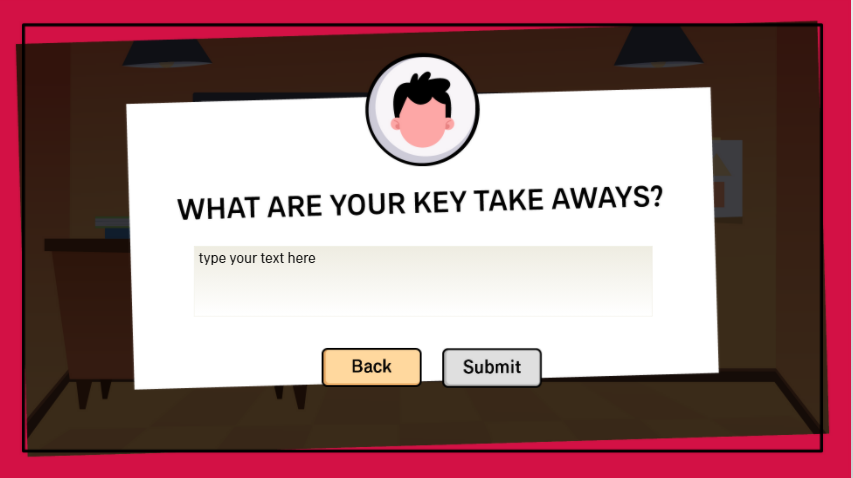 WHAT ARE YOUR KEY TAKE AWAYS?
type your text here
Back
Submit